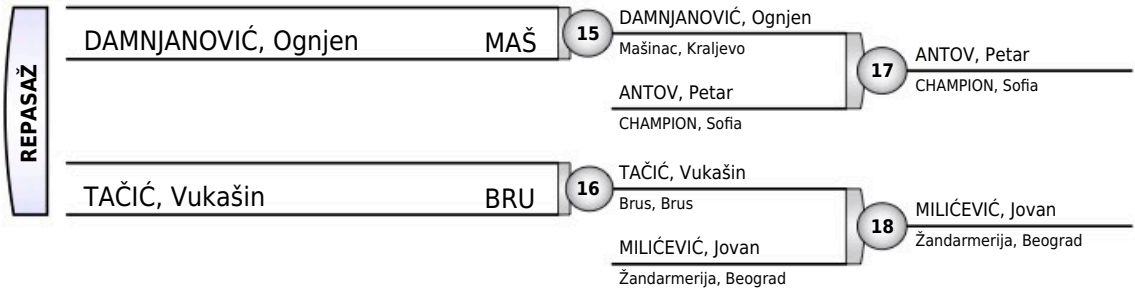 REPASAŽ
DAMNJANOVIĆ, Ognjen MAŠ
15
DAMNJANOVIĆ, Ognjen
Mašinac, Kraljevo
ANTOV, Petar
CHAMPION, Sofia
17
ANTOV, Petar
CHAMPION, Sofia
TAČIĆ, Vukašin BRU
16
TAČIĆ, Vukašin
Brus, Brus
MILIĆEVIĆ, Jovan
Žandarmerija, Beograd
18
MILIĆEVIĆ, Jovan
Žandarmerija, Beograd